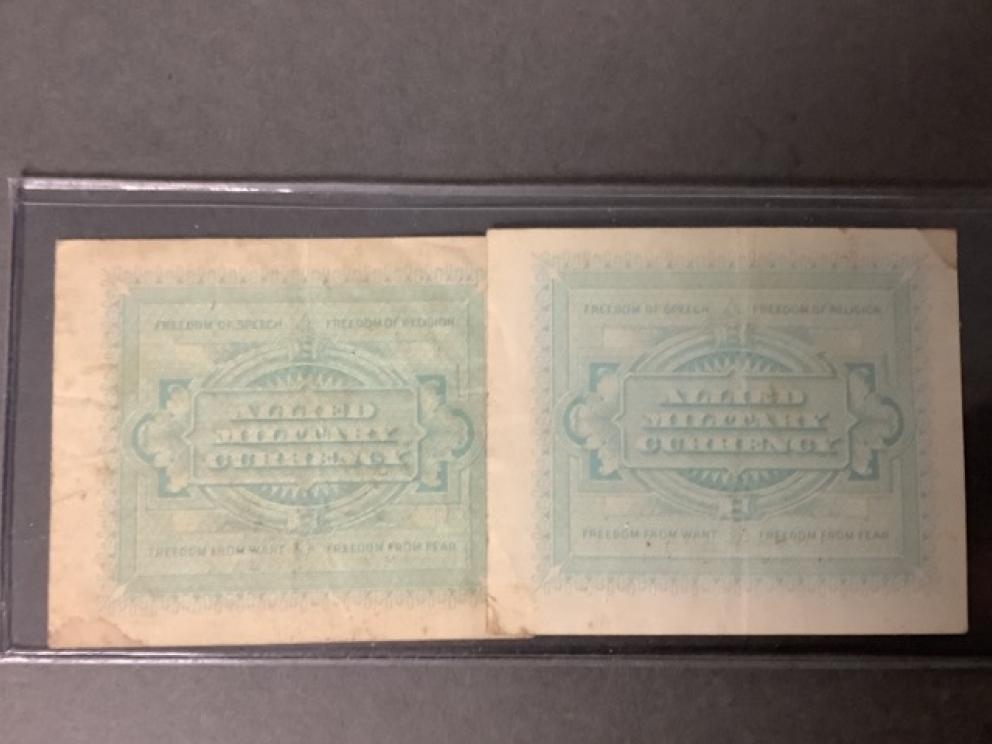 FREEDOM OF SPEECH FREEDOM OF RELIGION
ALLIED
MILITARY
CURRENCY
FREEDOM FROM WANT FREEDOM FROM FEAR
FREEDOM OF SPEECH FREEDOM OF RELIGION
ALLIED
MILITARY
CURRENCY
FREEDOM FROM WANT FREEDOM FROM FEAR